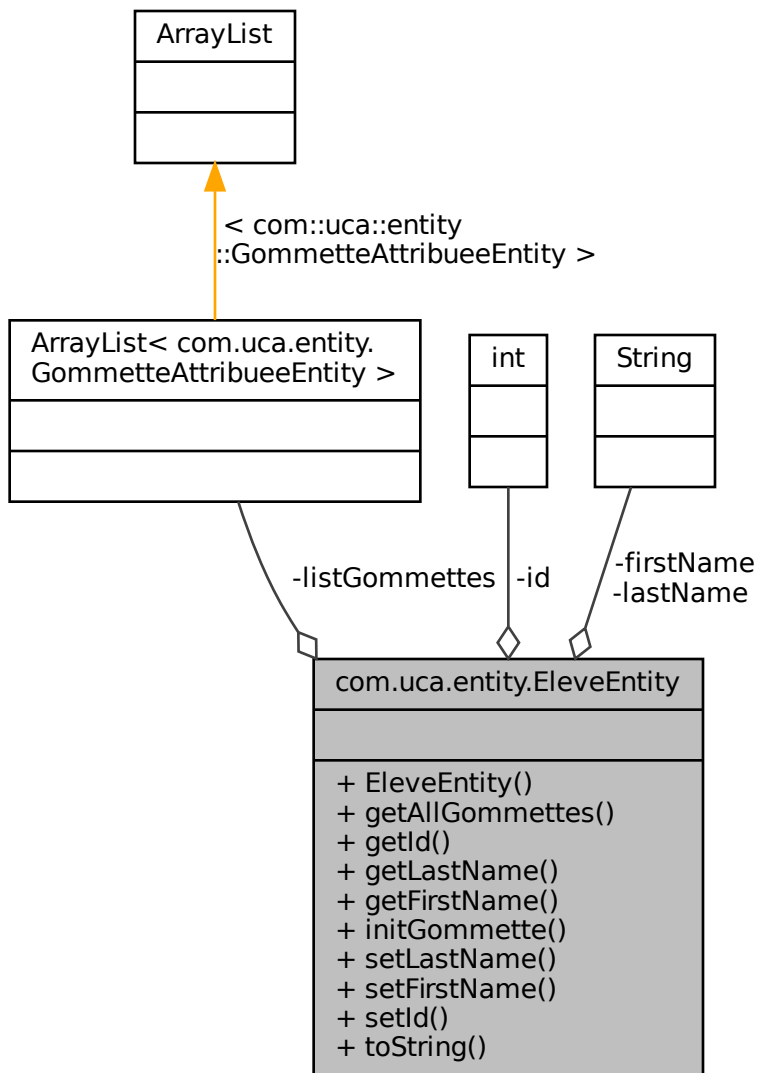 ArrayList
< com::uca::entity
::GommetteAttribueeEntity >
ArrayList< com.uca.entity.
GommetteAttribueeEntity >
int
String
-listGommettes
-id
-firstName
-lastName
com.uca.entity.EleveEntity
+ EleveEntity()
+ getAllGommettes()
+ getId()
+ getLastName()
+ getFirstName()
+ initGommette()
+ setLastName()
+ setFirstName()
+ setId()
+ toString()